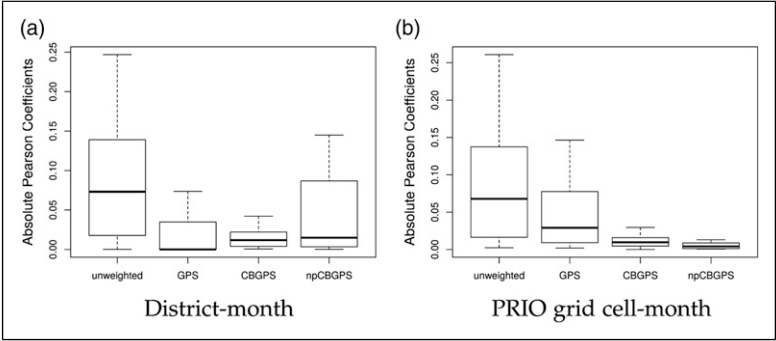 (a)
Absolute Pearson Coefficients
0.00 0.05 0.10 0.15 0.20 0.25
unweighted GPS CBGPS npCBGPS
District-month
(b)
Absolute Pearson Coefficients
0.00 0.05 0.10 0.15 0.20 0.25
unweighted GPS CBGPS npCBGPS
PRIO grid cell-month